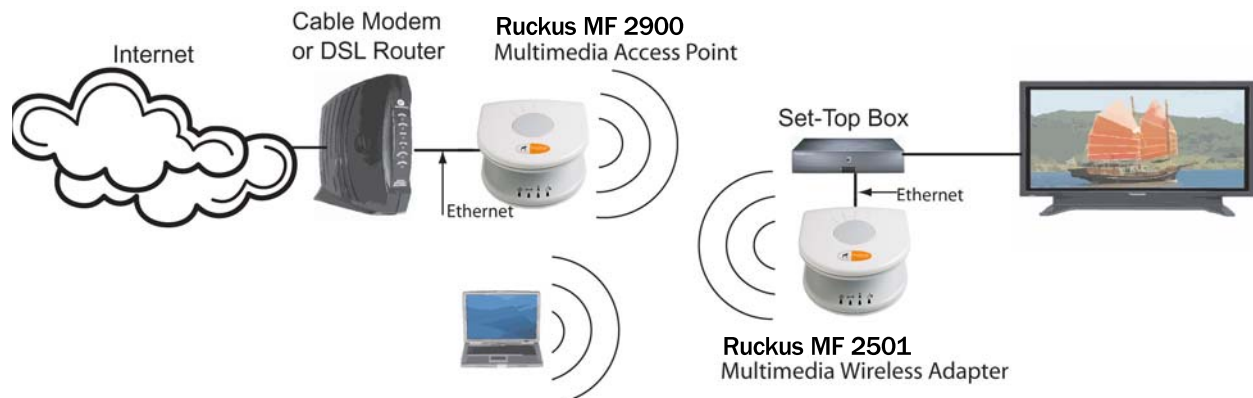 Internet
Cable Modem
or DSL Router
Ruckus MF 2900
Multimedia Access Point
Ethernet
Set-Top Box
Ethernet
Ruckus MF 2501
Multimedia Wireless Adapter